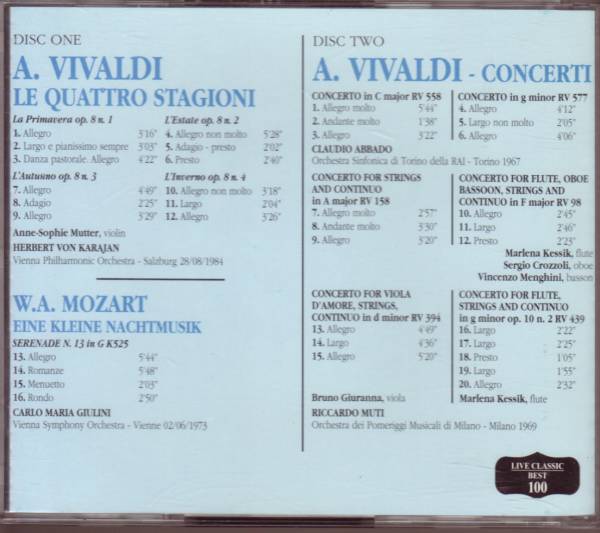 DISC ONE
A. VIVALDI
LE QUATTRO STAGIONI
La Primavera op. 8 n. 1
1. Allegro 3'16"
2. Largo e pianissimo sempre 3'03"
3. Danza pastorale. Allegro 4'22"
L'Estate op. 8 n. 2
4. Allegro non molto 5'28"
5. Adagio - presto 2'02"
6. Presto 2'40"
L'Autunno op. 8 n. 3
7. Allegro 4'49"
8. Adagio 2'25"
9. Allegro 3'29"
L'Inverno op. 8 n. 4
10. Allegro non molto 3'18"
11. Largo 2'04"
12. Allegro 3'26"
Anne-Sophie Mutter, violin
HERBERT VON KARAJAN
Vienna Philharmonic Orchestra - Salzburg 28/08/1984
W.A. MOZART
EINE KLEINE NACHTMUSIK
SERENADE N. 13 in G K525
13. Allegro 5'44"
14. Romanze 5'48"
15. Menuetto 2'03"
16. Rondo 2'50"
CARLO MARIA GIULINI
Vienna Symphony Orchestra - Vienne 02/06/1973
DISC TWO
A. VIVALDI - CONCERTI
CONCERTO in C major RV 558
1. Allegro molto 5'44"
2. Andante molto 1'38"
3. Allegro 3'22"
CONCERTO in g minor RV 577
4. Allegro 4'12"
5. Largo non molto 2'05"
6. Allegro 4'06"
CLAUDIO ABBADO
Orchestra Sinfonica di Torino della RAI - Torino 1967
CONCERTO FOR STRINGS
AND CONTINUO
in A major RV 158
7. Allegro molto 2'57"
8. Andante molto 3'30"
9. Allegro 3'20"
CONCERTO FOR FLUTE, OBOE
BASSOON, STRINGS AND
CONTINUO in F major RV 98
10. Allegro 2'45"
11. Largo 2'46"
12. Presto 2'23"
Marlena Kessik, flute
Sergio Crozzoli, oboe
Vincenzo Menghini, basson
CONCERTO FOR VIOLA
D'AMORE, STRINGS,
CONTINUO in d minor RV 394
13. Allegro 4'49"
14. Largo 4'36"
15. Allegro 5'20"
CONCERTO FOR FLUTE,
STRINGS AND CONTINUO
in g minor op. 10 n. 2 RV 439
16. Largo 2'22"
17. Largo 2'25"
18. Presto 1'05"
19. Largo 1'55"
20. Allegro 2'32"
Bruno Giuranna, viola
Marlena Kessik, flute
RICCARDO MUTI
Orchestra dei Pomeriggi Musicali di Milano - Milano 1969
LIVE CLASSIC
BEST
100